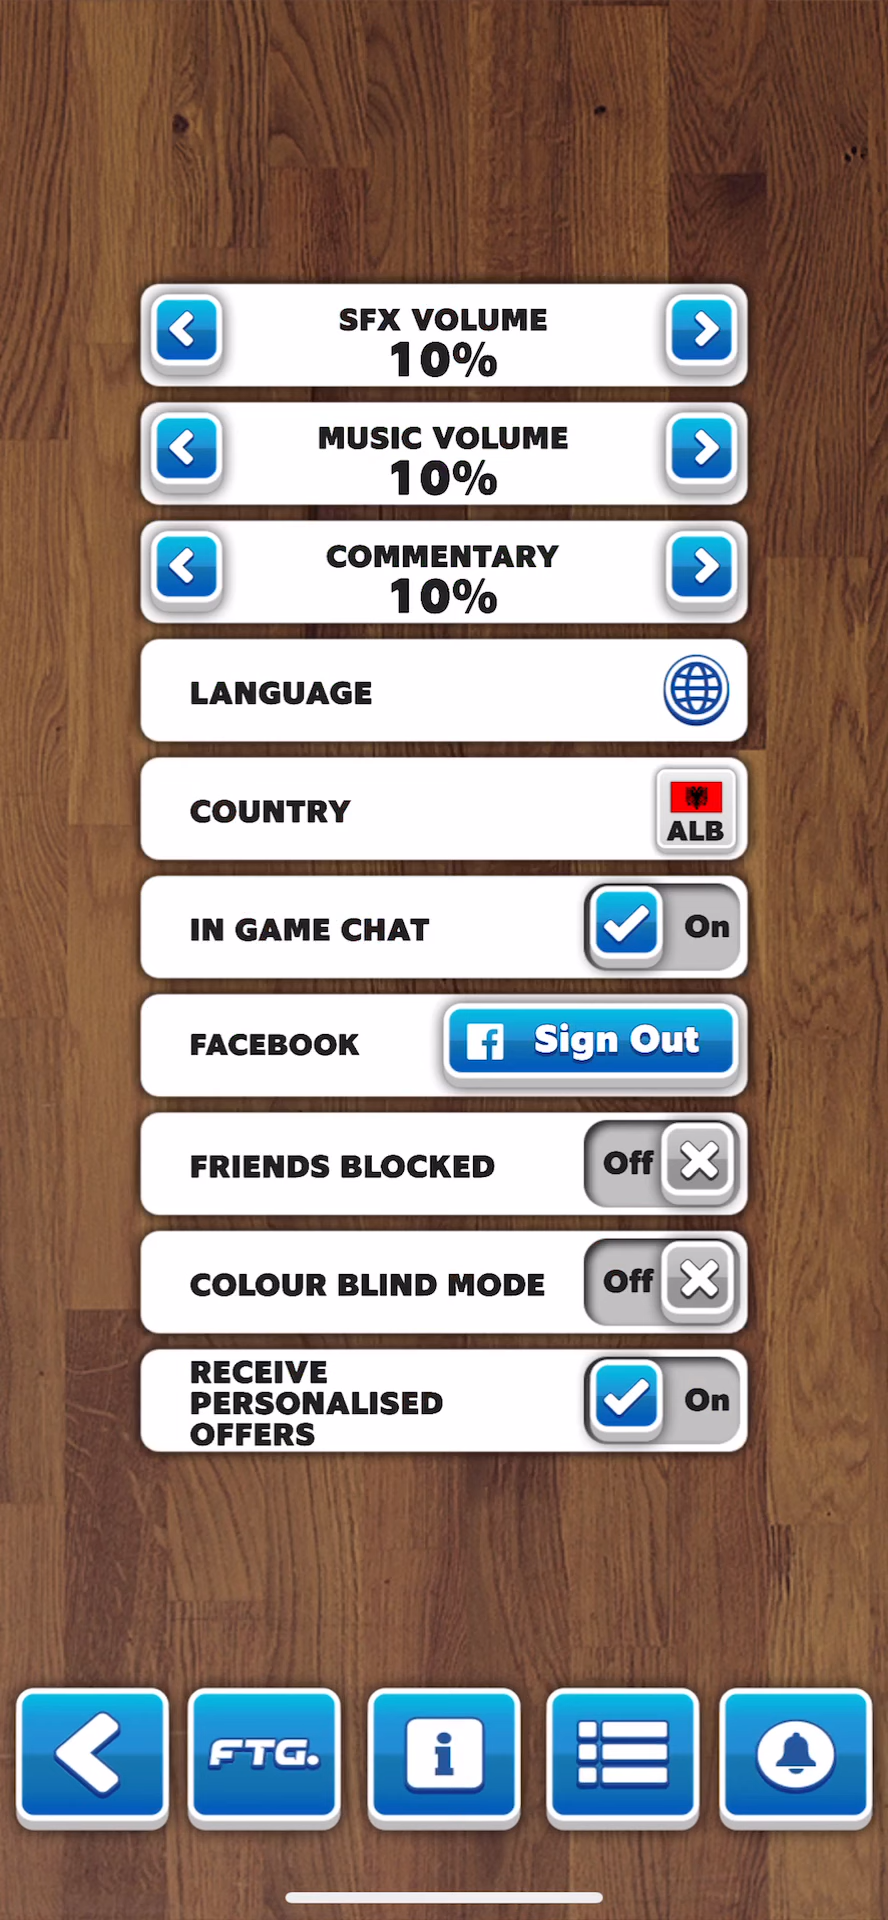 SFX VOLUME
10%
MUSIC VOLUME
10%
COMMENTARY
10%
LANGUAGE
COUNTRY
ALB
IN GAME CHAT
On
FACEBOOK
Sign Out
FRIENDS BLOCKED
Off
COLOUR BLIND MODE
Off
RECEIVE
PERSONALISED
OFFERS
On
FTG.